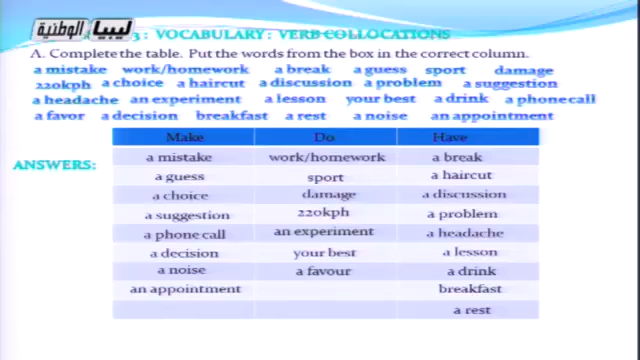 ليبيا الوطنية
3 : VOCABULARY : VERB COLLOCATIONS
A. Complete the table. Put the words from the box in the correct column.
a mistake work/homework a break a guess sport damage
220kph a choice a haircut a discussion a problem a suggestion
a headache an experiment a lesson your best a drink a phone call
a favor a decision breakfast a rest a noise an appointment
ANSWERS:
Make Do Have
a mistake work/homework a break
a guess sport a haircut
a choice damage a discussion
a suggestion 220kph a problem
a phone call an experiment a headache
a decision your best a lesson
a noise a favour a drink
an appointment breakfast
a rest